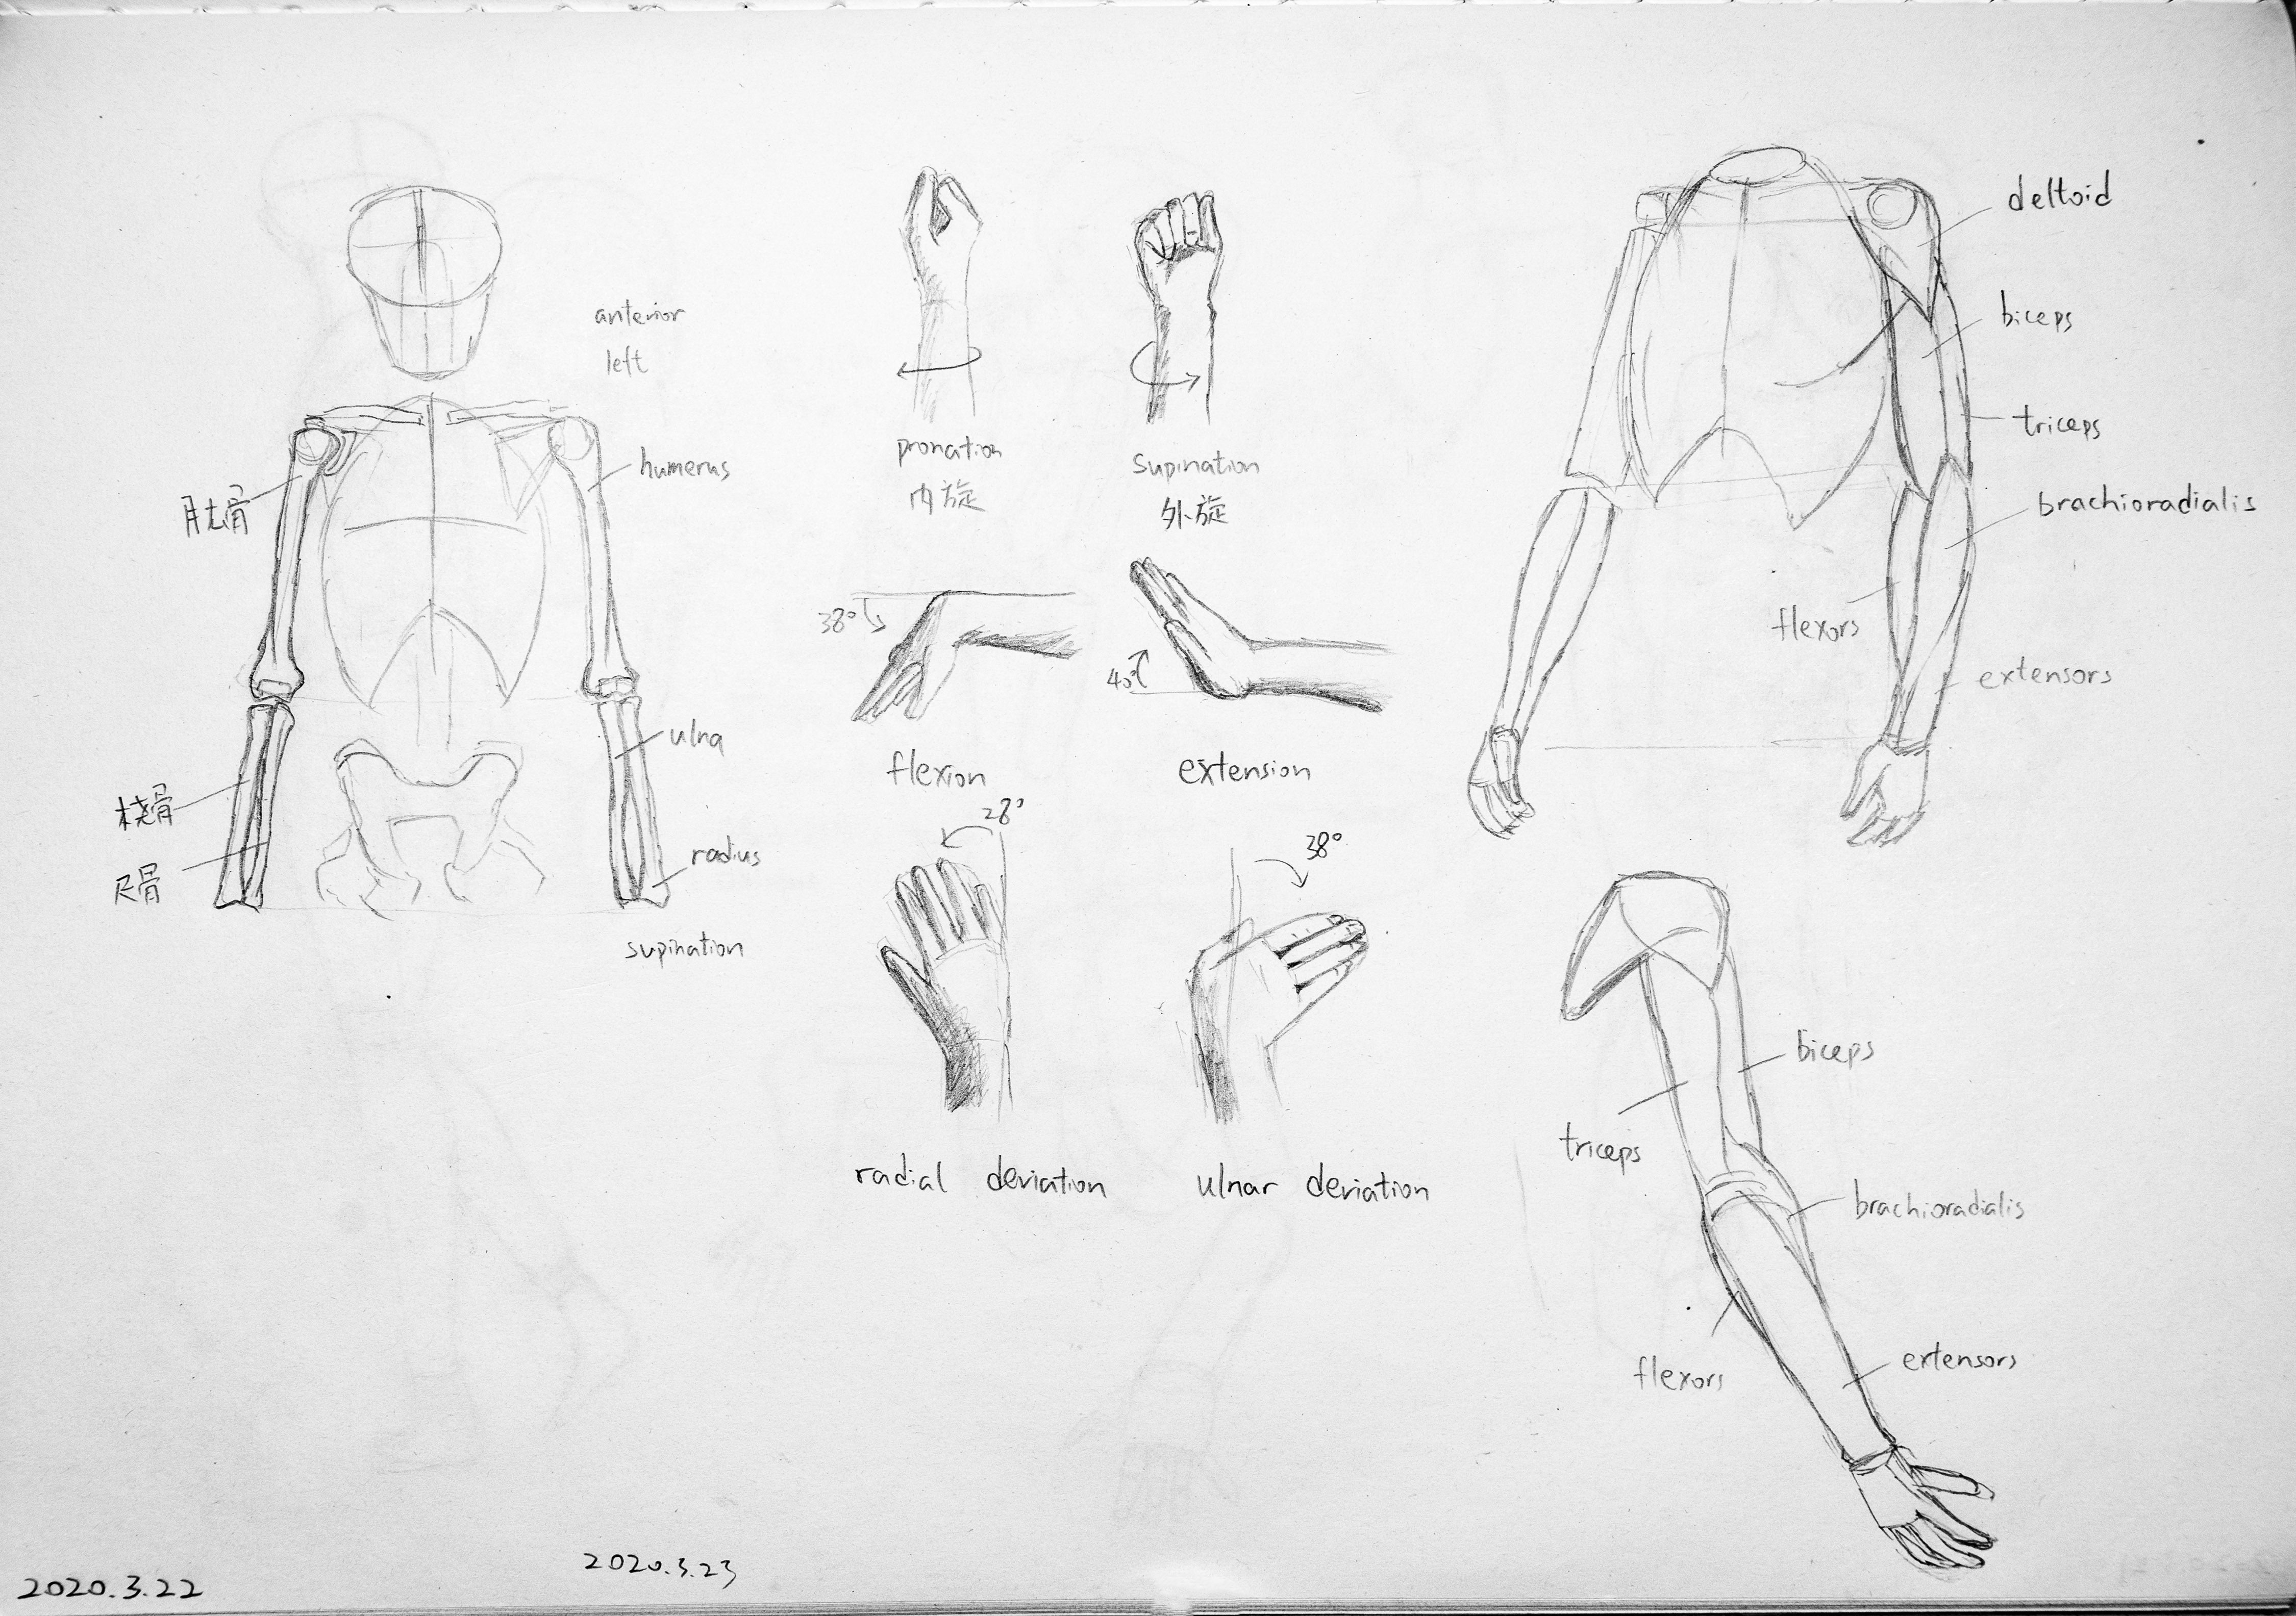 anterior
left
humerus
肱骨
ulna
桡骨
radius
尺骨
supination
pronation
内旋
supination
外旋
38°
40°
flexion
extension
28°
38°
radial deviation
ulnar deviation
deltoid
biceps
triceps
brachioradialis
flexors
extensors
biceps
triceps
brachioradialis
flexors
extensors
2020.3.22
2020.3.23